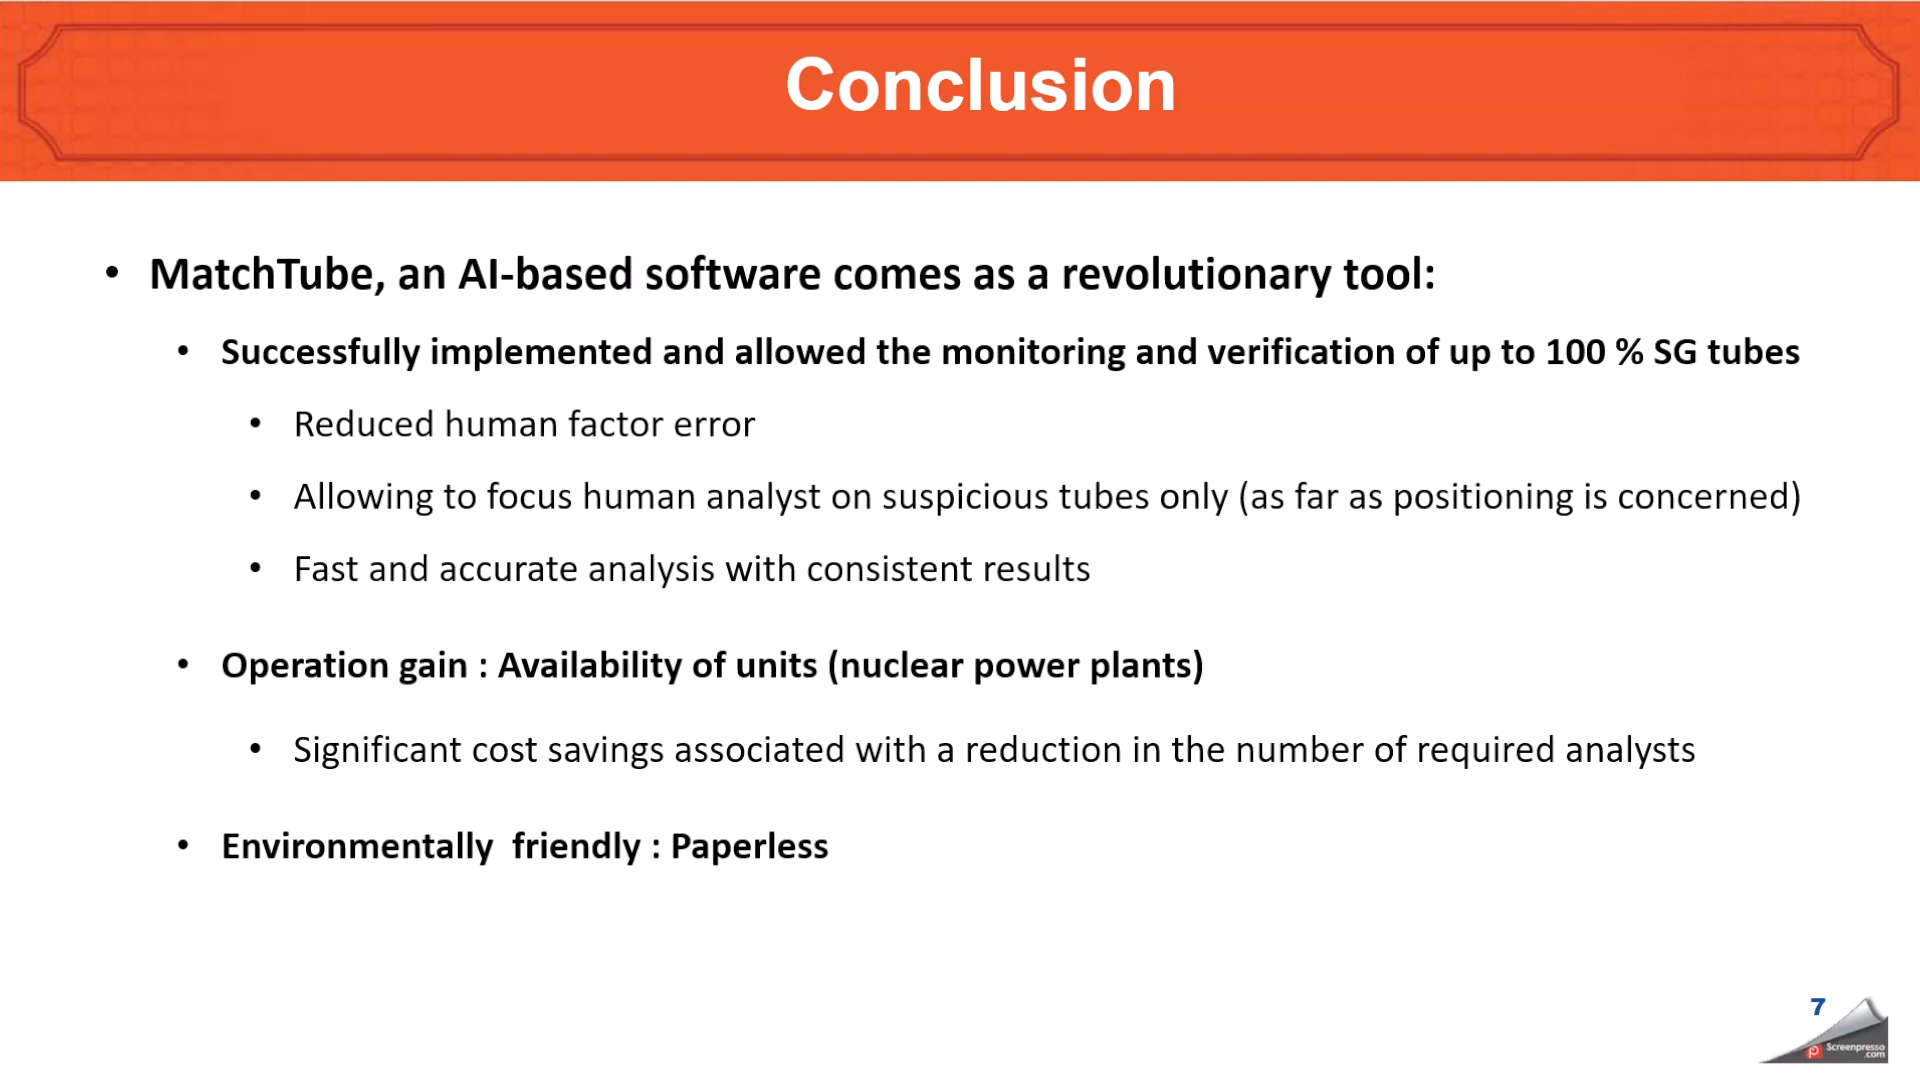 Conclusion
• MatchTube, an AI-based software comes as a revolutionary tool:
• Successfully implemented and allowed the monitoring and verification of up to 100 % SG tubes
• Reduced human factor error
• Allowing to focus human analyst on suspicious tubes only (as far as positioning is concerned)
• Fast and accurate analysis with consistent results
• Operation gain : Availability of units (nuclear power plants)
• Significant cost savings associated with a reduction in the number of required analysts
• Environmentally  friendly : Paperless
7
Screenpresso
.com